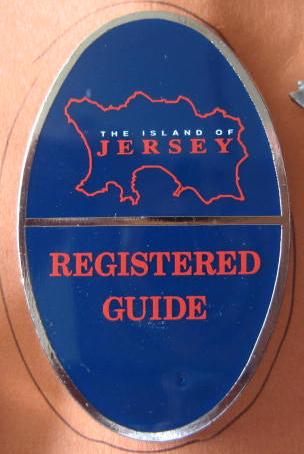 THE ISLAND OF
JERSEY
REGISTERED
GUIDE